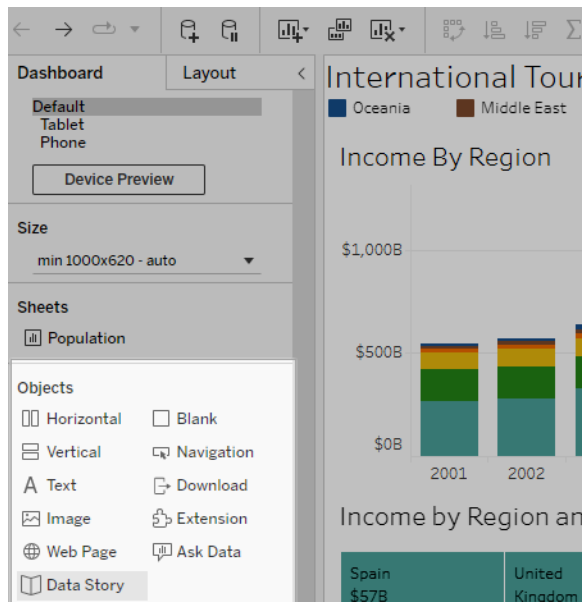 Dashboard
Layout
Default
Tablet
Phone
Device Preview
Size
min 1000x620 - auto
Sheets
Population
Objects
Horizontal
Blank
Vertical
Navigation
Text
Download
Image
Extension
Web Page
Ask Data
Data Story
International Tour
Oceania
Middle East
Income By Region
$1,000B
$500B
$0B
2001
2002
Income by Region an
Spain
$57B
United
Kingdom